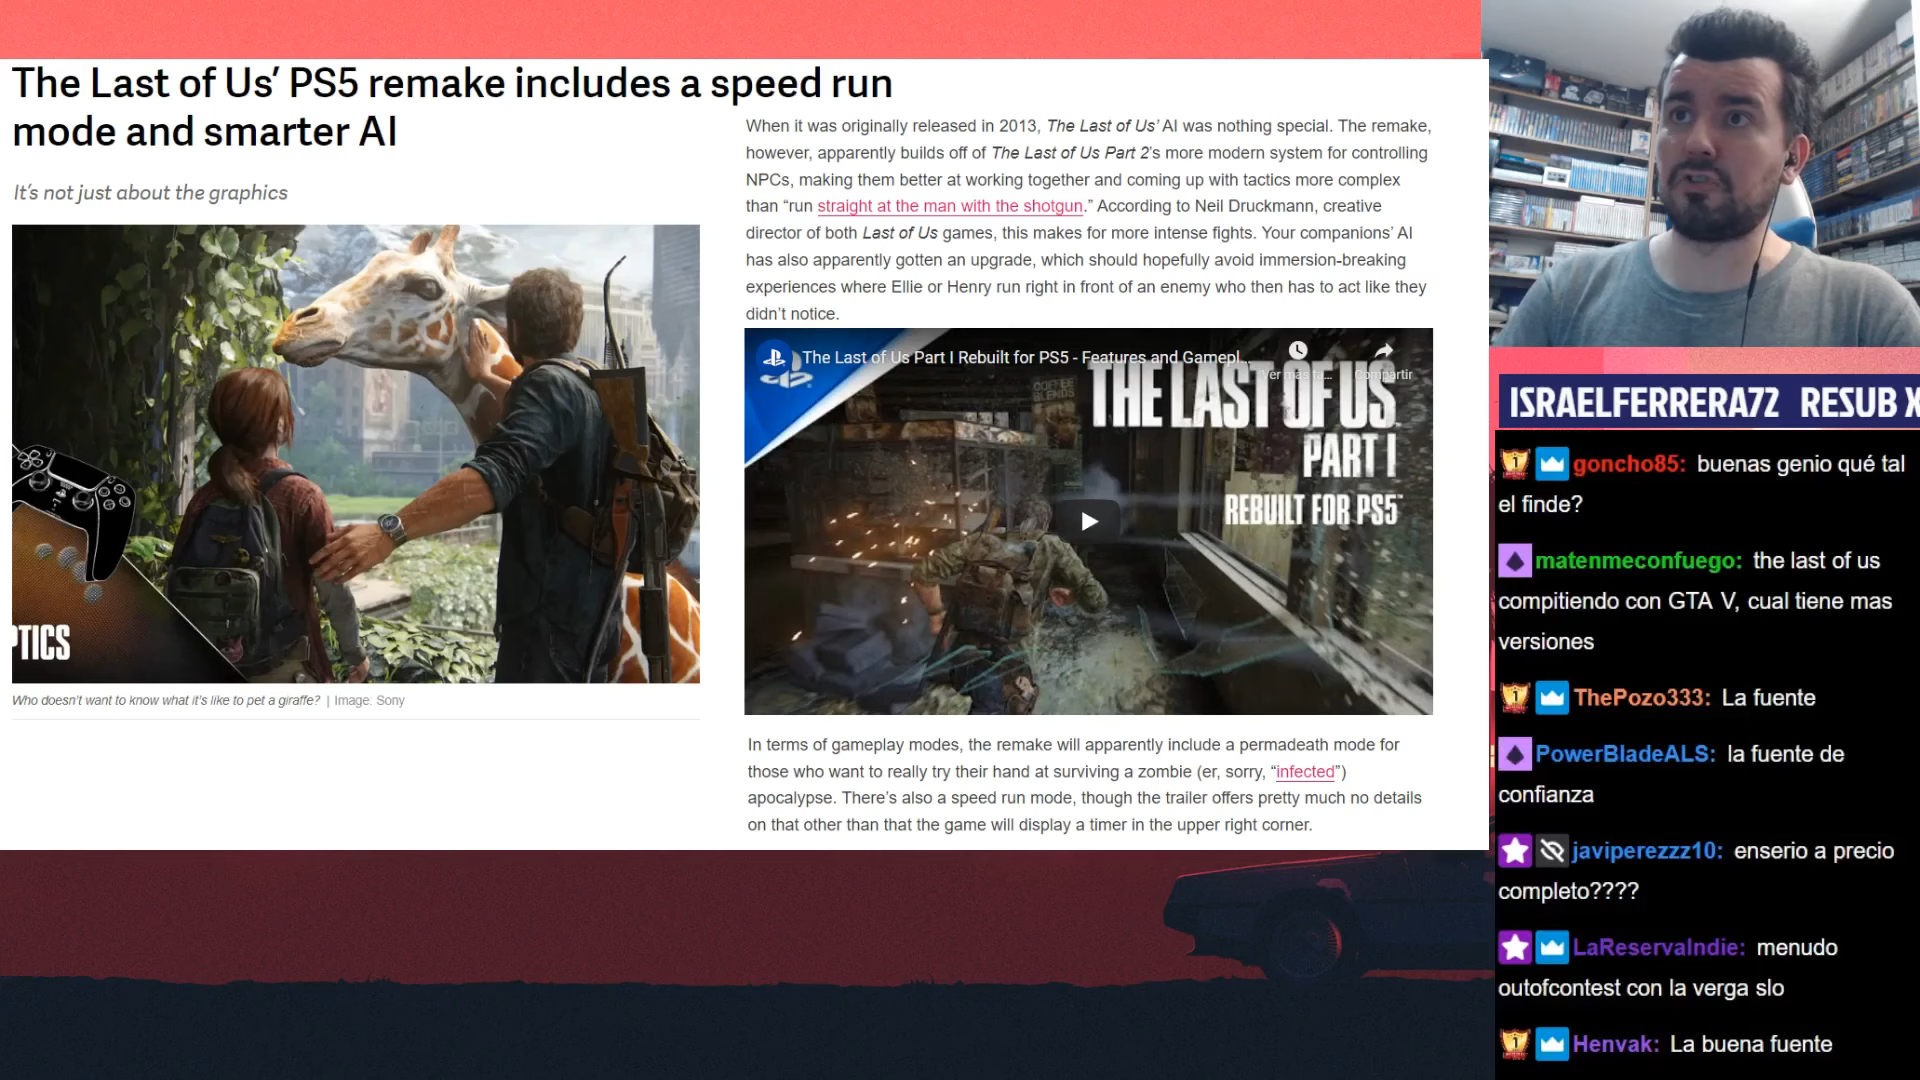 The Last of Us’ PS5 remake includes a speed run
mode and smarter AI
It’s not just about the graphics
PTICS
Who doesn’t want to know what it’s like to pet a giraffe? | Image: Sony
When it was originally released in 2013, The Last of Us’ AI was nothing special. The remake,
however, apparently builds off of The Last of Us Part 2’s more modern system for controlling
NPCs, making them better at working together and coming up with tactics more complex
than “run straight at the man with the shotgun.” According to Neil Druckmann, creative
director of both Last of Us games, this makes for more intense fights. Your companions’ AI
has also apparently gotten an upgrade, which should hopefully avoid immersion-breaking
experiences where Ellie or Henry run right in front of an enemy who then has to act like they
didn’t notice.
The Last of Us Part I Rebuilt for PS5 - Features and Gamepl...
Ver más ta...
Compartir
COFFEE
BLENDS
THE LAST OF US
PART I
REBUILT FOR PS5
In terms of gameplay modes, the remake will apparently include a permadeath mode for
those who want to really try their hand at surviving a zombie (er, sorry, “infected”)
apocalypse. There’s also a speed run mode, though the trailer offers pretty much no details
on that other than that the game will display a timer in the upper right corner.
ISRAELFERRERA72 RESUB X
goncho85: buenas genio qué tal
el finde?
matenmeconfuego: the last of us
compitiendo con GTA V, cual tiene mas
versiones
ThePozo333: La fuente
PowerBladeALS: la fuente de
confianza
javiperezzz10: enserio a precio
completo????
LaReservaIndie: menudo
outofcontest con la verga slo
Henvak: La buena fuente